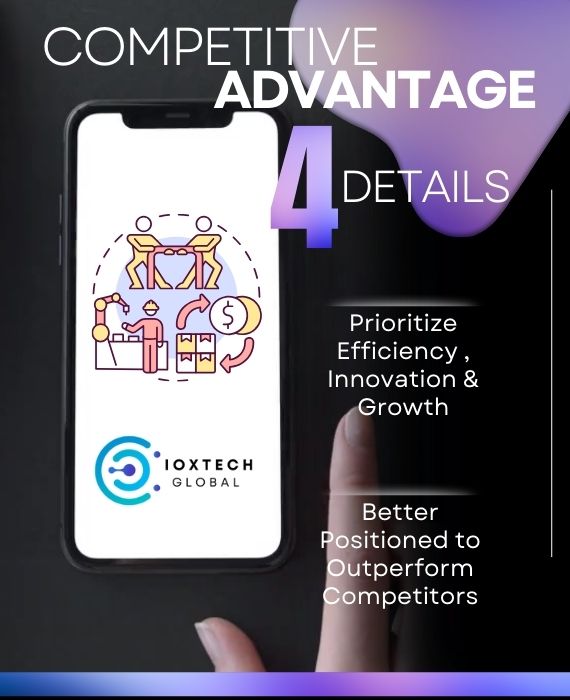 COMPETITIVE
ADVANTAGE
4 DETAILS
$
Prioritize
Efficiency ,
Innovation &
Growth
IOXTECH
GLOBAL
Better
Positioned to
Outperform
Competitors